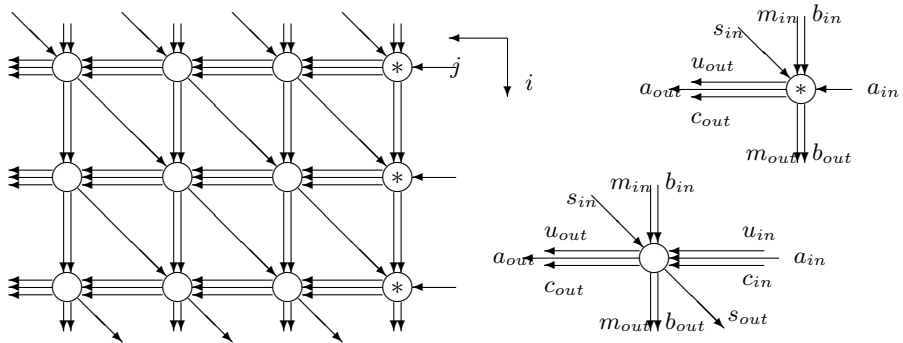 j
i
*
*
*
m_in b_in
s_in
u_out
a_out * a_in
c_out
m_out b_out
m_in b_in
s_in
u_out u_in
a_out a_in
c_out c_in
m_out b_out s_out